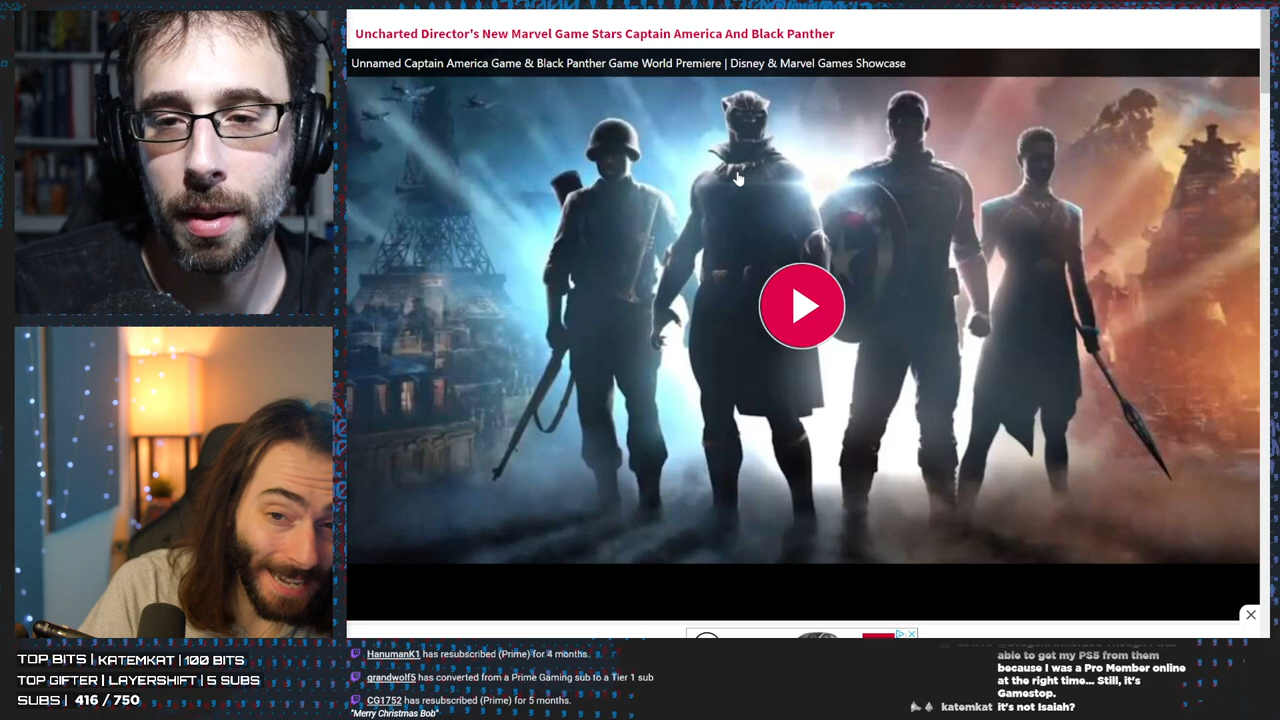 Uncharted Director's New Marvel Game Stars Captain America And Black Panther
Unnamed Captain America Game & Black Panther Game World Premiere | Disney & Marvel Games Showcase
TOP BITS | KATEMKAT | 100 BITS
TOP GIFTER | LAYERSHIFT | 5 SUBS
SUBS | 416 / 750
HanumanK1 has resubscribed (Prime) for 4 months.
qrandwolf5 has converted from a Prime Gaming sub to a Tier 1 sub
CG1752 has resubscribed (Prime) for 5 months.
"Merry Christmas Bob"
able to get my PS5 from them
because I was a Pro Member online
at the right time... Still, it's
Gamestop.
katemkat it's not Isaiah?